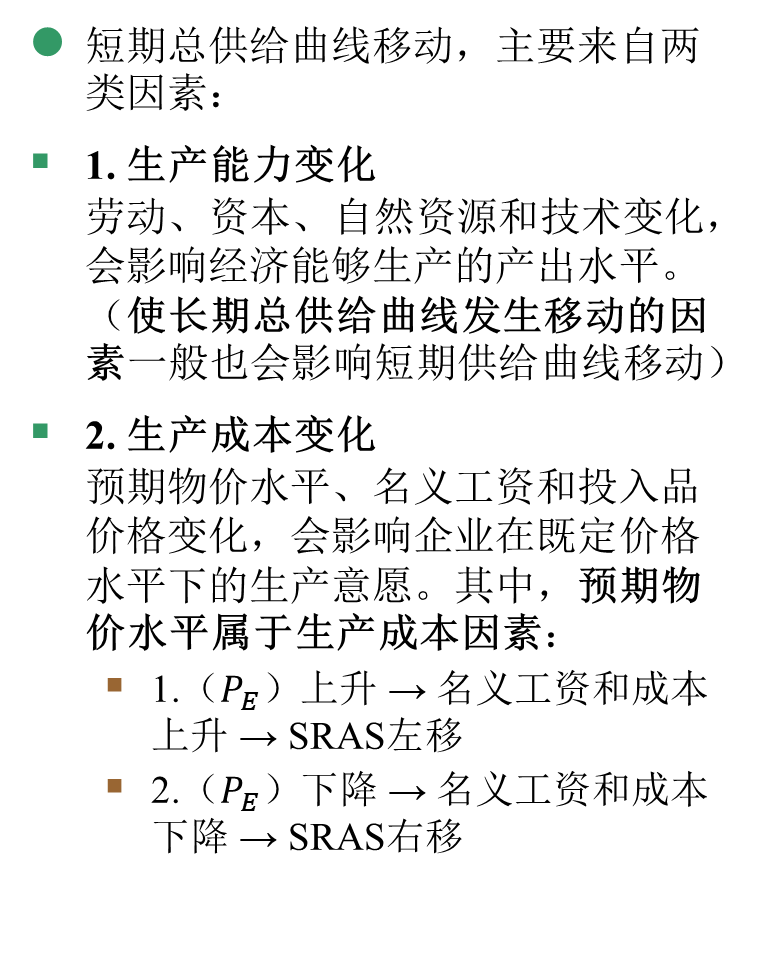 短期总供给曲线移动，主要来自两
类因素：
1. 生产能力变化
劳动、资本、自然资源和技术变化，
会影响经济能够生产的产出水平。
（使长期总供给曲线发生移动的因
素一般也会影响短期供给曲线移动）
2. 生产成本变化
预期物价水平、名义工资和投入品
价格变化，会影响企业在既定价格
水平下的生产意愿。其中，预期物
价水平属于生产成本因素：
1.（P_E）上升 → 名义工资和成本
上升 → SRAS左移
2.（P_E）下降 → 名义工资和成本
下降 → SRAS右移